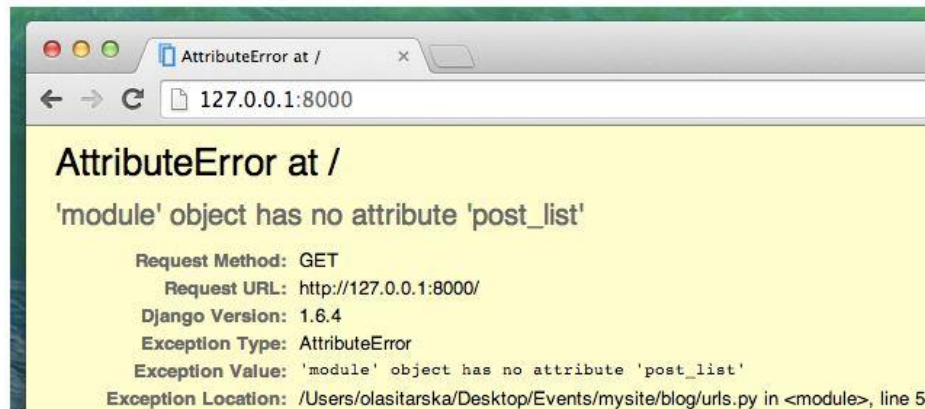 AttributeError at /
127.0.0.1:8000
AttributeError at /
'module' object has no attribute 'post_list'
Request Method: GET
Request URL: http://127.0.0.1:8000/
Django Version: 1.6.4
Exception Type: AttributeError
Exception Value: 'module' object has no attribute 'post_list'
Exception Location: /Users/olasitarska/Desktop/Events/mysite/blog/urls.py in <module>, line 5